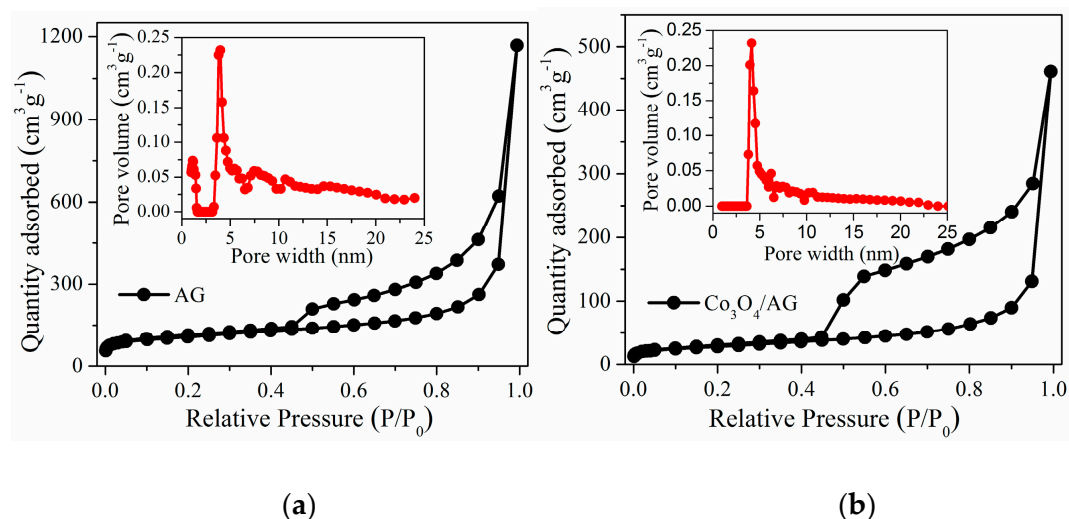 (a)
1200
900
600
300
0
Quantity adsorbed (cm³g⁻¹)
0.0 0.2 0.4 0.6 0.8 1.0
Relative Pressure (P/P₀)
AG
0.25
0.20
0.15
0.10
0.05
0.00
Pore volume (cm³g⁻¹)
0 5 10 15 20 25
Pore width (nm)
(b)
500
400
300
200
100
0
Quantity adsorbed (cm³g⁻¹)
0.0 0.2 0.4 0.6 0.8 1.0
Relative Pressure (P/P₀)
Co₃O₄/AG
0.25
0.20
0.15
0.10
0.05
0.00
Pore volume (cm³g⁻¹)
0 5 10 15 20 25
Pore width (nm)
(a) (b)